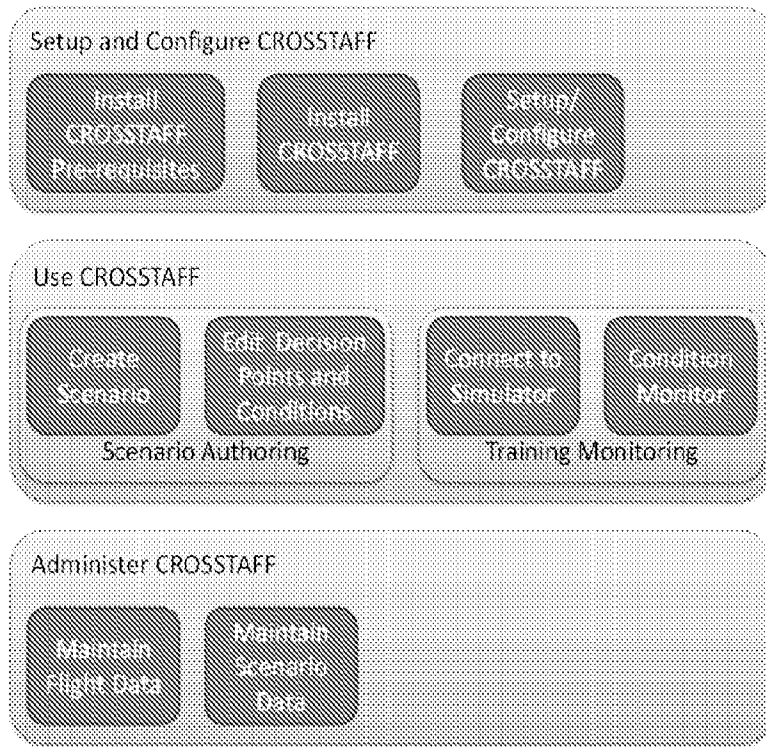 Setup and Configure CROSSTAFF
Install
CROSSTAFF
Pre-requisites
Install
CROSSTAFF
Setup/
Configure
CROSSTAFF
Use CROSSTAFF
Create
Scenario
Edit Decision
Points and
Conditions
Scenario Authoring
Connect to
Simulator
Condition
Monitor
Training Monitoring
Administer CROSSTAFF
Maintain
Flight Data
Maintain
Scenario
Data